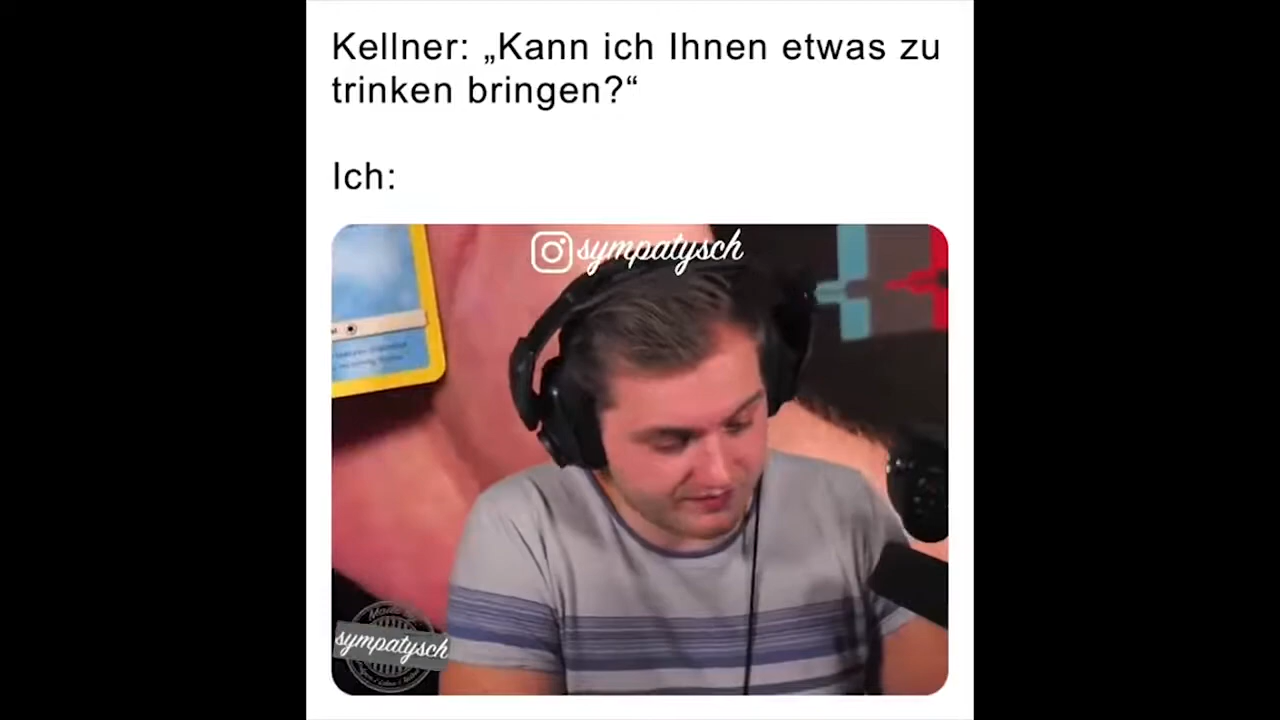 Kellner: „Kann ich Ihnen etwas zu
trinken bringen?“
Ich:
sympatysch
sympatysch